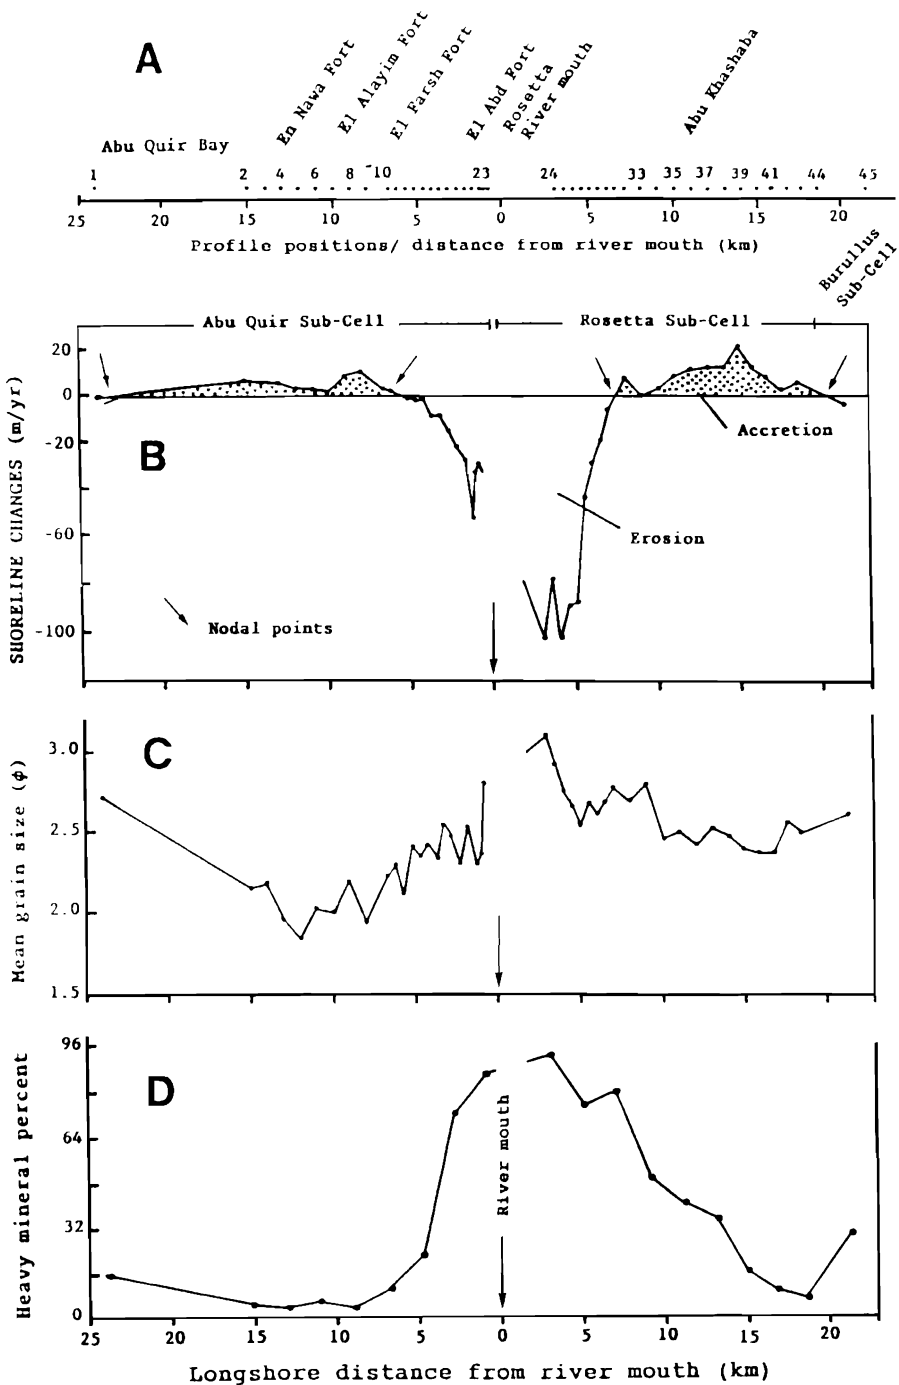 A
En Nawa Fort
El Alayim Fort
El Farsh Fort
El Abd Fort
Rosetta
River mouth
Abu Khashaba
Abu Quir Bay
1 2 4 6 8 10 23 24 33 35 37 39 41 44 45
25 20 15 10 5 0 5 10 15 20
Profile positions/ distance from river mouth (km)
Burullus
Sub-Cell
Abu Quir Sub-Cell
Rosetta Sub-Cell
SHORELINE CHANGES (m/yr)
20
0
-20
-60
-100
B
Accretion
Erosion
Nodal points
C
Mean grain size (ϕ)
3.0
2.5
2.0
1.5
D
Heavy mineral percent
96
64
32
0
River mouth
25 20 15 10 5 0 5 10 15 20
Longshore distance from river mouth (km)